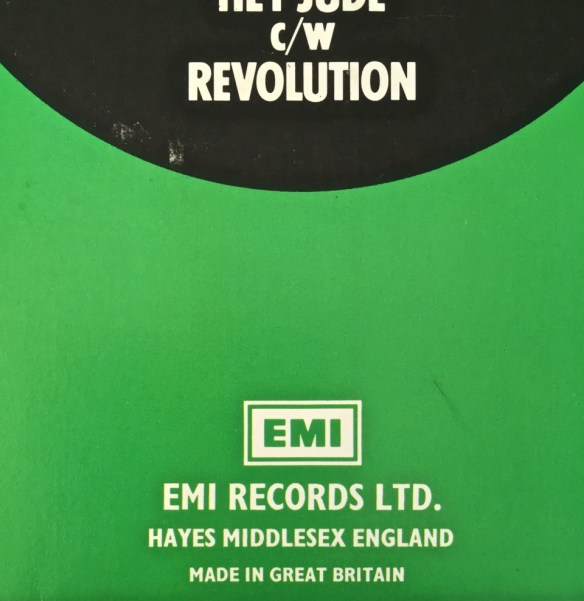 HEY JUDE
C/W
REVOLUTION
EMI
EMI RECORDS LTD.
HAYES MIDDLESEX ENGLAND
MADE IN GREAT BRITAIN